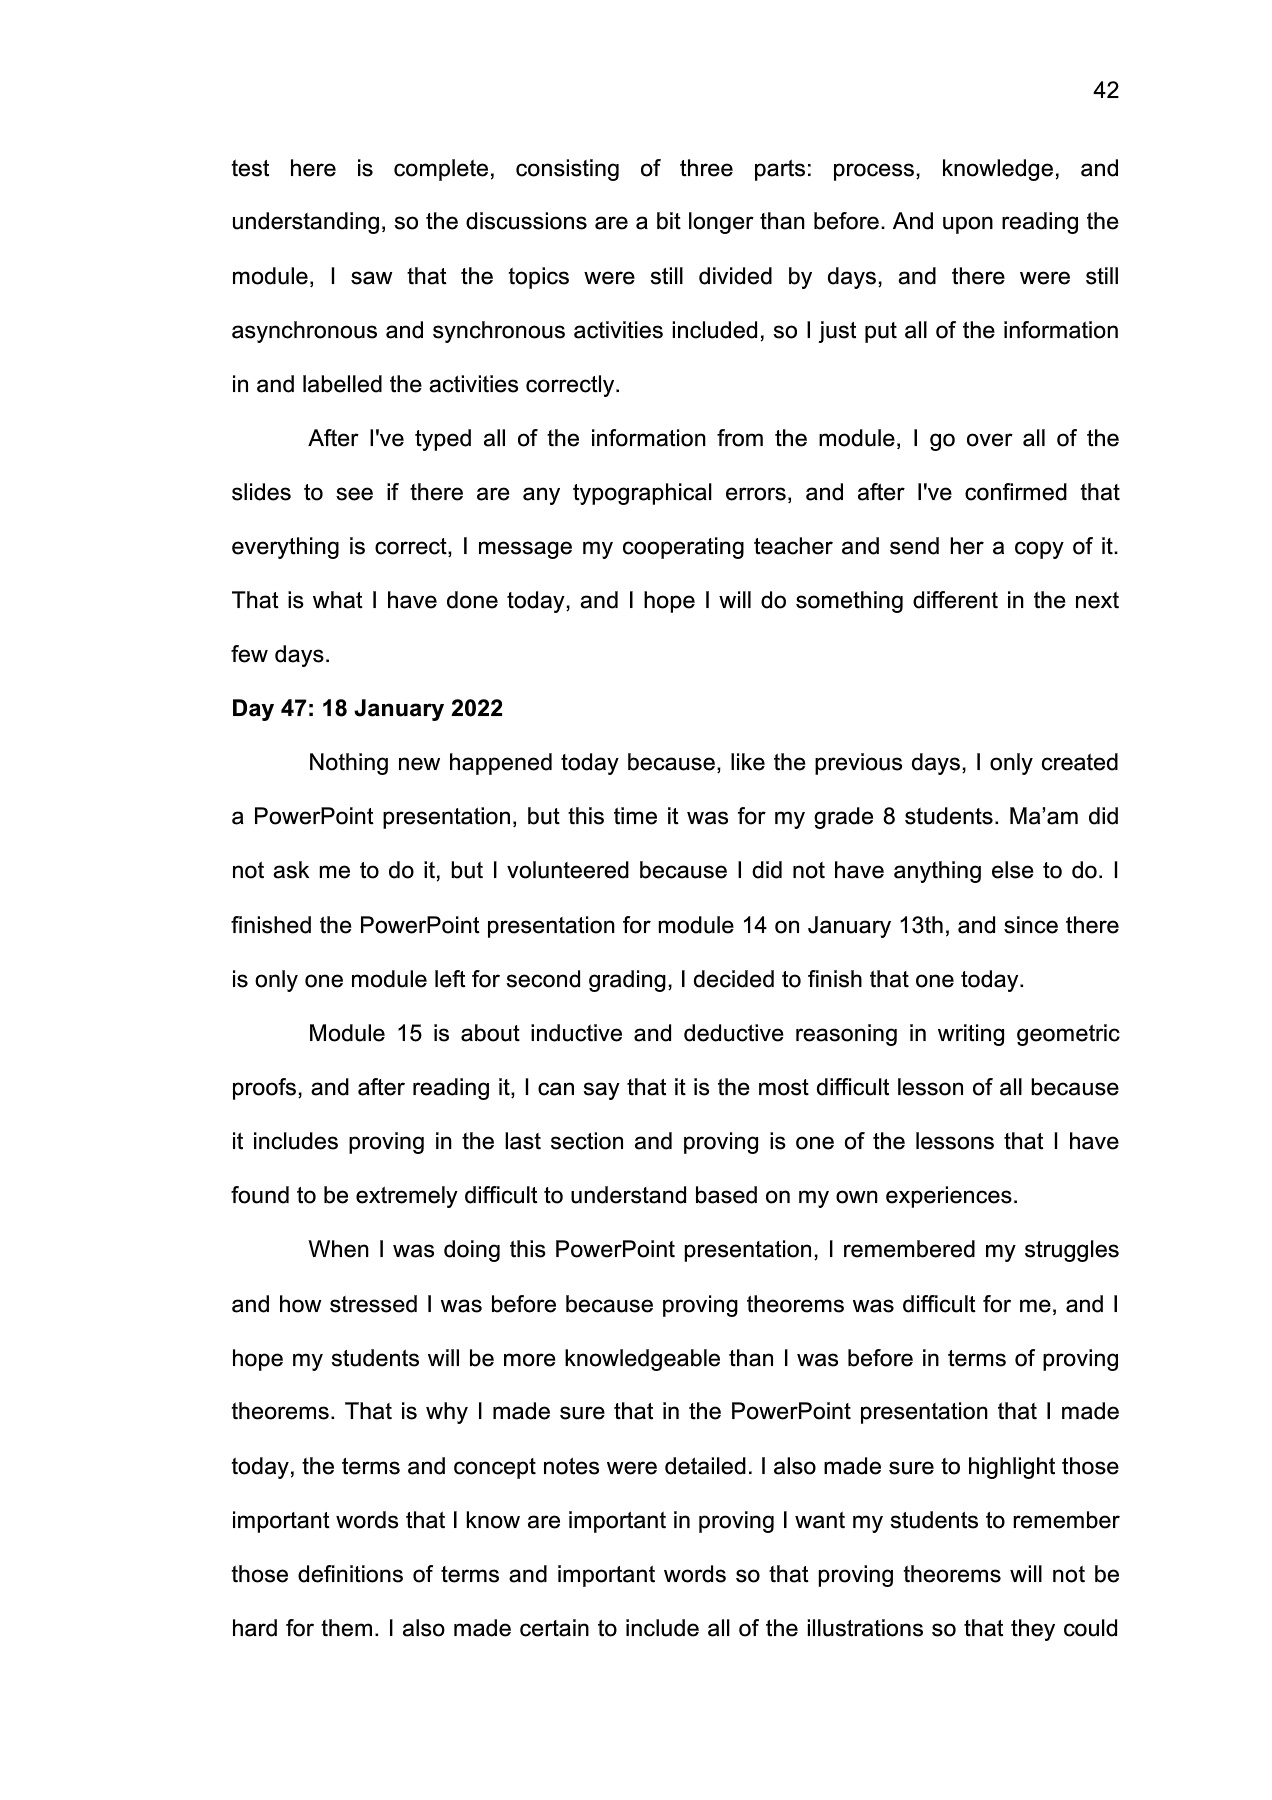 42
test here is complete, consisting of three parts: process, knowledge, and
understanding, so the discussions are a bit longer than before. And upon reading the
module, I saw that the topics were still divided by days, and there were still
asynchronous and synchronous activities included, so I just put all of the information
in and labelled the activities correctly.
After I've typed all of the information from the module, I go over all of the
slides to see if there are any typographical errors, and after I've confirmed that
everything is correct, I message my cooperating teacher and send her a copy of it.
That is what I have done today, and I hope I will do something different in the next
few days.
Day 47: 18 January 2022
Nothing new happened today because, like the previous days, I only created
a PowerPoint presentation, but this time it was for my grade 8 students. Ma’am did
not ask me to do it, but I volunteered because I did not have anything else to do. I
finished the PowerPoint presentation for module 14 on January 13th, and since there
is only one module left for second grading, I decided to finish that one today.
Module 15 is about inductive and deductive reasoning in writing geometric
proofs, and after reading it, I can say that it is the most difficult lesson of all because
it includes proving in the last section and proving is one of the lessons that I have
found to be extremely difficult to understand based on my own experiences.
When I was doing this PowerPoint presentation, I remembered my struggles
and how stressed I was before because proving theorems was difficult for me, and I
hope my students will be more knowledgeable than I was before in terms of proving
theorems. That is why I made sure that in the PowerPoint presentation that I made
today, the terms and concept notes were detailed. I also made sure to highlight those
important words that I know are important in proving I want my students to remember
those definitions of terms and important words so that proving theorems will not be
hard for them. I also made certain to include all of the illustrations so that they could